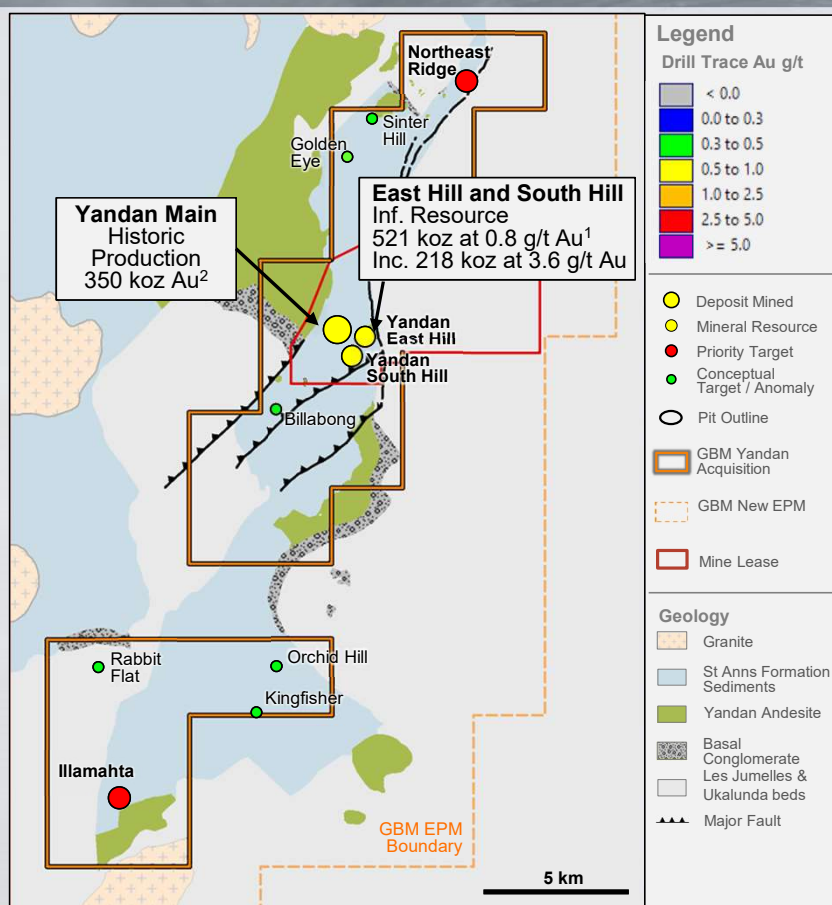 Northeast
Ridge
Sinter
Hill
Golden
Eye
Yandan Main
Historic
Production
350 koz Au²
East Hill and South Hill
Inf. Resource
521 koz at 0.8 g/t Au¹
Inc. 218 koz at 3.6 g/t Au
Yandan
East Hill
Yandan
South Hill
Billabong
Rabbit
Flat
Orchid Hill
Kingfisher
Illamahta
GBM EPM
Boundary
5 km
Legend
Drill Trace Au g/t
< 0.0
0.0 to 0.3
0.3 to 0.5
0.5 to 1.0
1.0 to 2.5
2.5 to 5.0
>= 5.0
Deposit Mined
Mineral Resource
Priority Target
Conceptual
Target / Anomaly
Pit Outline
GBM Yandan
Acquisition
GBM New EPM
Mine Lease
Geology
Granite
St Anns Formation
Sediments
Yandan Andesite
Basal
Conglomerate
Les Jumelles &
Ukalunda beds
Major Fault